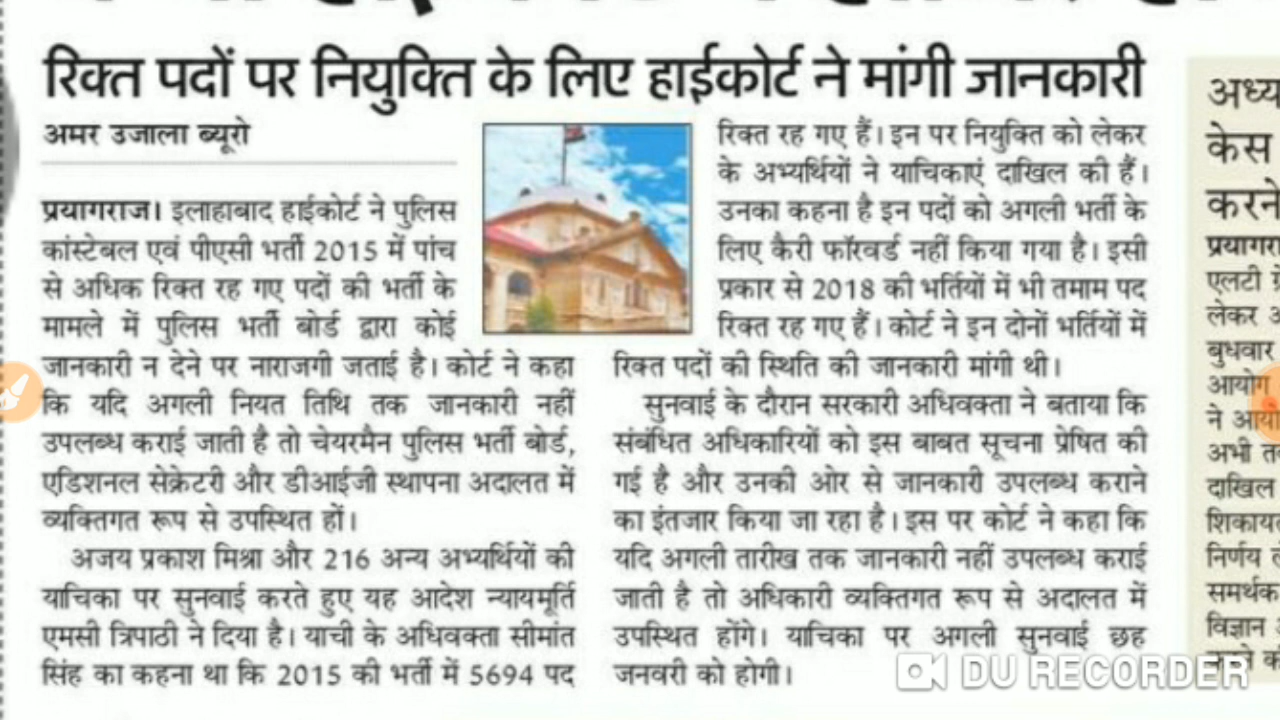 रिक्त पदों पर नियुक्ति के लिए हाईकोर्ट ने मांगी जानकारी
अमर उजाला ब्यूरो
प्रयागराज। इलाहाबाद हाईकोर्ट ने पुलिस
कांस्टेबल एवं पीएसी भर्ती 2015 में पांच
से अधिक रिक्त रह गए पदों की भर्ती के
मामले में पुलिस भर्ती बोर्ड द्वारा कोई
जानकारी न देने पर नाराजगी जताई है। कोर्ट ने कहा
कि यदि अगली नियत तिथि तक जानकारी नहीं
उपलब्ध कराई जाती है तो चेयरमैन पुलिस भर्ती बोर्ड,
एडिशनल सेक्रेटरी और डीआईजी स्थापना अदालत में
व्यक्तिगत रूप से उपस्थित हों।
अजय प्रकाश मिश्रा और 216 अन्य अभ्यर्थियों की
याचिका पर सुनवाई करते हुए यह आदेश न्यायमूर्ति
एमसी त्रिपाठी ने दिया है। याची के अधिवक्ता सीमांत
सिंह का कहना था कि 2015 की भर्ती में 5694 पद
रिक्त रह गए हैं। इन पर नियुक्ति को लेकर
के अभ्यर्थियों ने याचिकाएं दाखिल की हैं।
उनका कहना है इन पदों को अगली भर्ती के
लिए कैरी फॉरवर्ड नहीं किया गया है। इसी
प्रकार से 2018 की भर्तियों में भी तमाम पद
रिक्त रह गए हैं। कोर्ट ने इन दोनों भर्तियों में
रिक्त पदों की स्थिति की जानकारी मांगी थी।
सुनवाई के दौरान सरकारी अधिवक्ता ने बताया कि
संबंधित अधिकारियों को इस बाबत सूचना प्रेषित की
गई है और उनकी ओर से जानकारी उपलब्ध कराने
का इंतजार किया जा रहा है। इस पर कोर्ट ने कहा कि
यदि अगली तारीख तक जानकारी नहीं उपलब्ध कराई
जाती है तो अधिकारी व्यक्तिगत रूप से अदालत में
उपस्थित होंगे। याचिका पर अगली सुनवाई छह
जनवरी को होगी।
अध्य
केस
करने
प्रयागरा
एलटी
लेकर
बुधवार
आयोग
ने आयो
अभी
दाखिल
शिकायत
निर्णय
समर्थक
विज्ञान
DU RECORDER